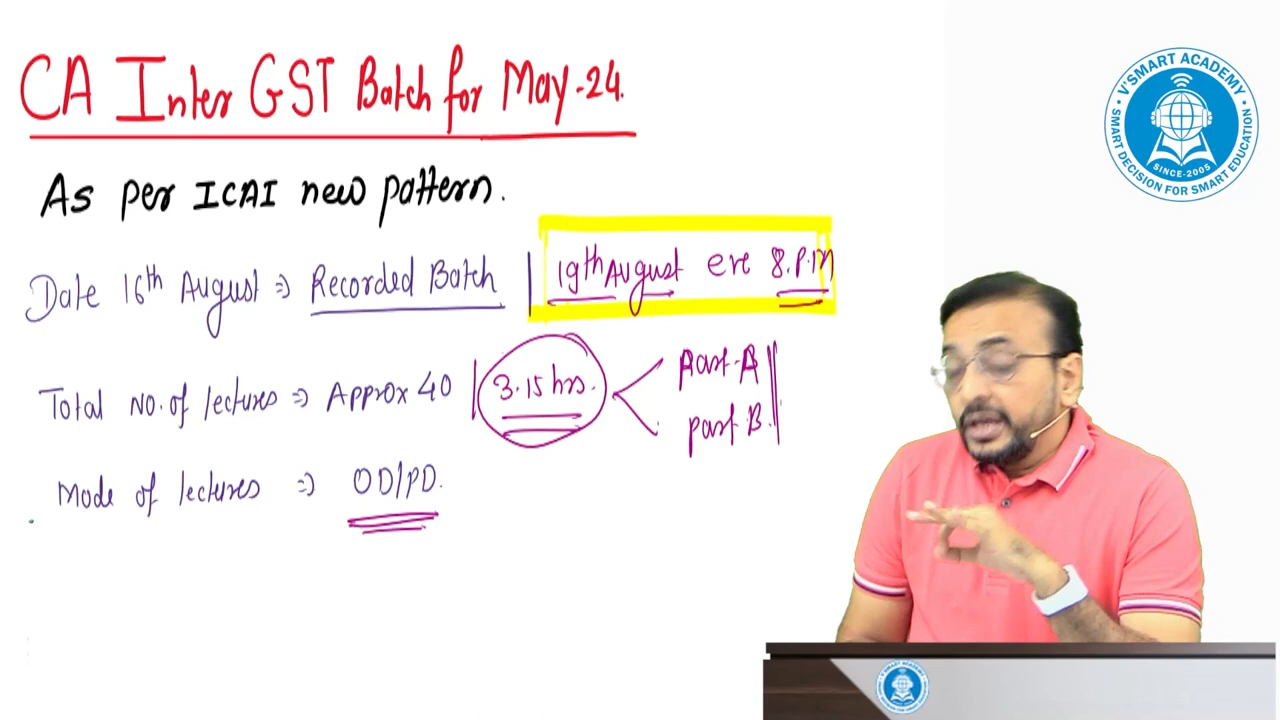 CA Inter GST Batch for May-24.
As per ICAI new pattern.
Date 16th August => Recorded Batch | 19th August eve 8.P.M
Total No. of lectures => Approx 40 | 3.15 hrs. < Part-A
Part B.
Mode of lectures => OD/PD.
V'SMART ACADEMY
SINCE-2005
SMART DECISION FOR SMART EDUCATION